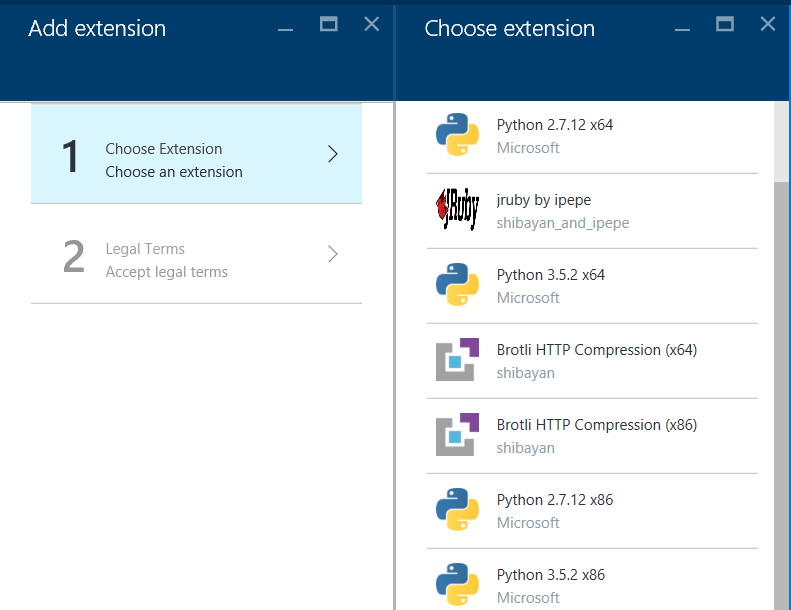 Add extension
1
Choose Extension
Choose an extension
2
Legal Terms
Accept legal terms
Choose extension
Python 2.7.12 x64
Microsoft
JRuby
jruby by ipepe
shibayan_and_ipepe
Python 3.5.2 x64
Microsoft
Brotli HTTP Compression (x64)
shibayan
Brotli HTTP Compression (x86)
shibayan
Python 2.7.12 x86
Microsoft
Python 3.5.2 x86
Microsoft